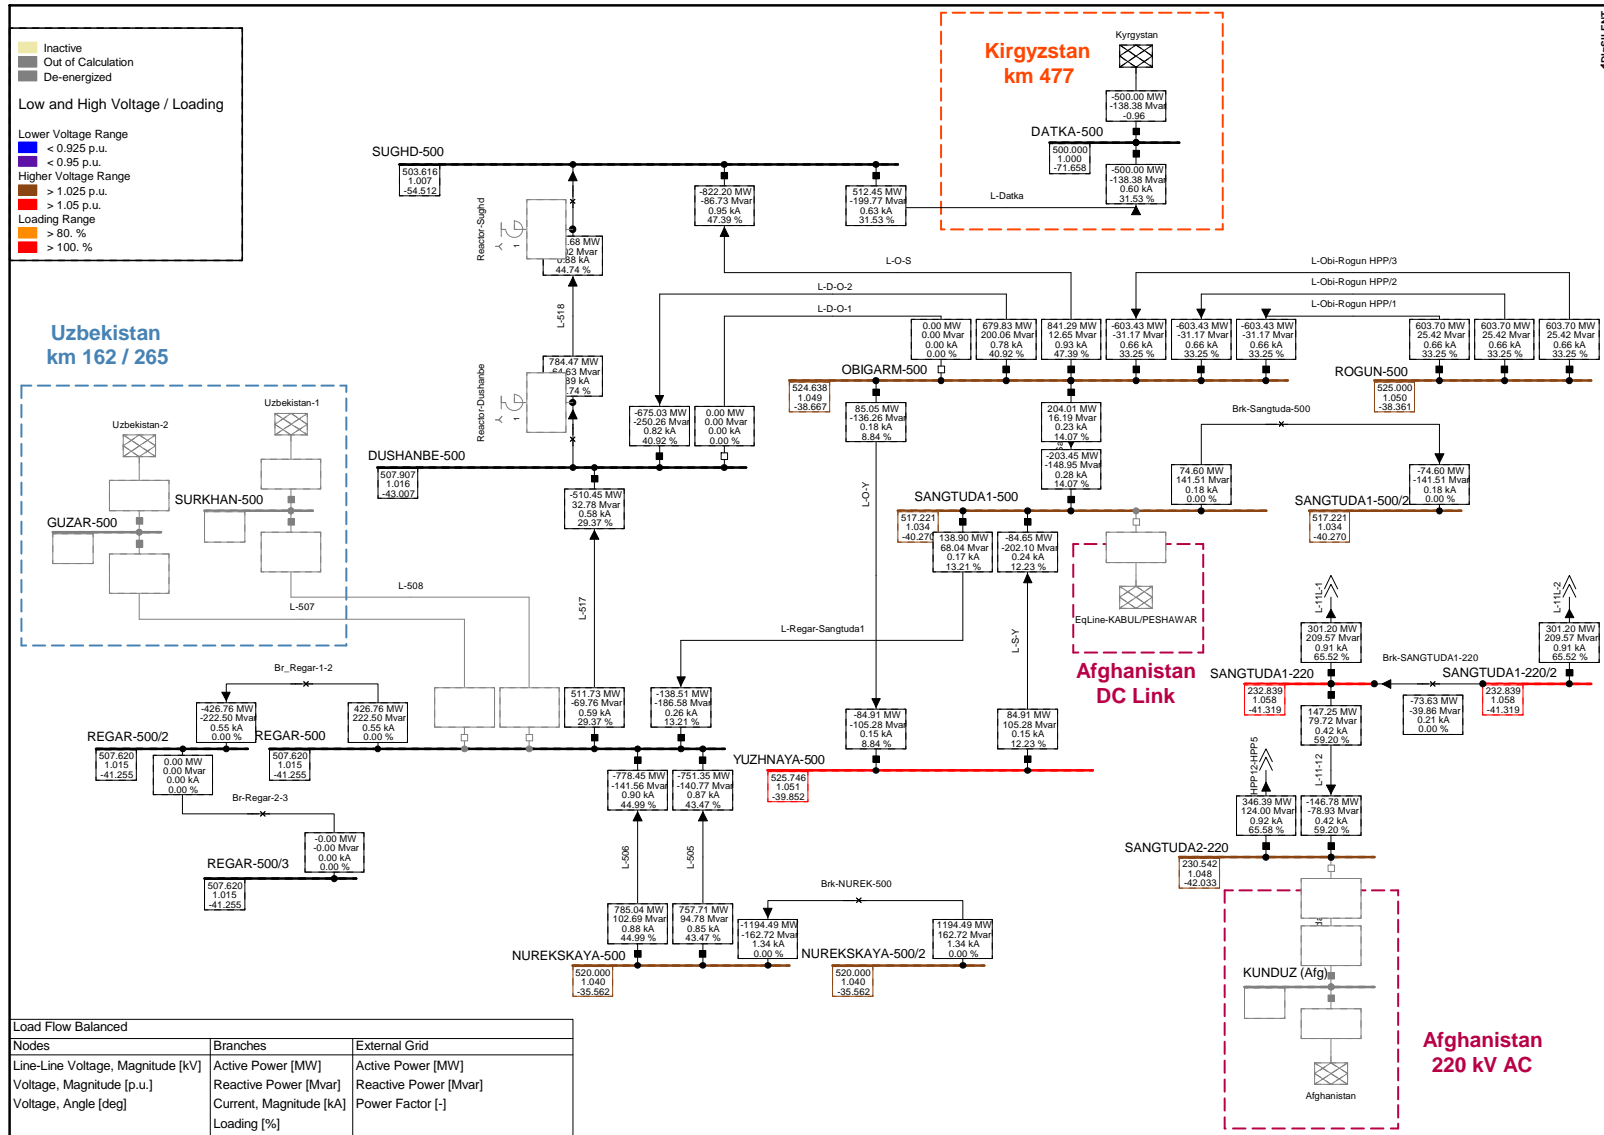 Inactive
Out of Calculation
De-energized
Low and High Voltage / Loading
Lower Voltage Range
< 0.925 p.u.
< 0.95 p.u.
Higher Voltage Range
> 1.025 p.u.
> 1.05 p.u.
Loading Range
> 80. %
> 100. %
Kirgyzstan
km 477
Kyrgystan
-500.00 MW
-138.38 Mvar
-0.96
DATKA-500
500.000
1.000
-71.658
-500.00 MW
-138.38 Mvar
0.60 kA
31.53 %
L-Datka
SUGHD-500
503.616
1.007
-54.512
-822.20 MW
-86.73 Mvar
0.95 kA
47.39 %
512.45 MW
-199.77 Mvar
0.63 kA
31.53 %
Reactor-Sughd
1
.68 MW
Mvar
0.88 kA
44.74 %
L-518
L-O-S
L-D-O-2
L-D-O-1
L-Obi-Rogun HPP/3
L-Obi-Rogun HPP/2
L-Obi-Rogun HPP/1
Uzbekistan
km 162 / 265
Uzbekistan-1
Uzbekistan-2
SURKHAN-500
GUZAR-500
L-508
L-507
Reactor-Dushanbe
1
784.47 MW
64.63 Mvar
.89 kA
.74 %
0.00 MW
0.00 Mvar
0.00 kA
0.00 %
679.83 MW
200.06 Mvar
0.78 kA
40.92 %
841.29 MW
12.65 Mvar
0.93 kA
47.39 %
-603.43 MW
-31.17 Mvar
0.66 kA
33.25 %
-603.43 MW
-31.17 Mvar
0.66 kA
33.25 %
-603.43 MW
-31.17 Mvar
0.66 kA
33.25 %
603.70 MW
25.42 Mvar
0.66 kA
33.25 %
603.70 MW
25.42 Mvar
0.66 kA
33.25 %
603.70 MW
25.42 Mvar
0.66 kA
33.25 %
OBIGARM-500
524.638
1.049
-38.667
ROGUN-500
525.000
1.050
-38.361
-675.03 MW
-250.26 Mvar
0.82 kA
40.92 %
0.00 MW
0.00 Mvar
0.00 kA
0.00 %
85.05 MW
-136.26 Mvar
0.18 kA
8.84 %
204.01 MW
16.19 Mvar
0.23 kA
14.07 %
-203.45 MW
-148.95 Mvar
0.28 kA
14.07 %
Brk-Sangtuda-500
74.60 MW
141.51 Mvar
0.18 kA
0.00 %
-74.60 MW
-141.51 Mvar
0.18 kA
0.00 %
DUSHANBE-500
507.907
1.016
-43.007
-510.45 MW
32.78 Mvar
0.58 kA
29.37 %
L-517
L-O-Y
SANGTUDA1-500
517.221
1.034
-40.270
SANGTUDA1-500/2
517.221
1.034
-40.270
138.90 MW
68.04 Mvar
0.17 kA
13.21 %
-84.65 MW
-202.10 Mvar
0.24 kA
12.23 %
EqLine-KABUL/PESHAWAR
Afghanistan
DC Link
L-Regar-Sangtuda1
L-S-Y
L-11L-1
L-11L-2
301.20 MW
209.57 Mvar
0.91 kA
65.52 %
301.20 MW
209.57 Mvar
0.91 kA
65.52 %
Brk-SANGTUDA1-220
SANGTUDA1-220
232.839
1.058
-41.319
SANGTUDA1-220/2
232.839
1.058
-41.319
-73.63 MW
-39.86 Mvar
0.21 kA
0.00 %
147.25 MW
79.72 Mvar
0.42 kA
59.20 %
Br_Regar-1-2
-426.76 MW
-222.50 Mvar
0.55 kA
0.00 %
426.76 MW
222.50 Mvar
0.55 kA
0.00 %
511.73 MW
-69.76 Mvar
0.59 kA
29.37 %
-138.51 MW
-186.58 Mvar
0.26 kA
13.21 %
-84.91 MW
-105.28 Mvar
0.15 kA
8.84 %
84.91 MW
105.28 Mvar
0.15 kA
12.23 %
REGAR-500/2
507.620
1.015
-41.255
REGAR-500
507.620
1.015
-41.255
0.00 MW
0.00 Mvar
0.00 kA
0.00 %
YUZHNAYA-500
525.746
1.051
-39.852
-778.45 MW
-141.56 Mvar
0.90 kA
44.99 %
-751.35 MW
-140.77 Mvar
0.87 kA
43.47 %
Br-Regar-2-3
-0.00 MW
-0.00 Mvar
0.00 kA
0.00 %
REGAR-500/3
507.620
1.015
-41.255
L-506
L-505
HPP12-HPP5
L-11-12
346.39 MW
124.00 Mvar
0.92 kA
65.58 %
-146.78 MW
-78.93 Mvar
0.42 kA
59.20 %
SANGTUDA2-220
230.542
1.048
-42.033
Brk-NUREK-500
785.04 MW
102.69 Mvar
0.88 kA
44.99 %
757.71 MW
94.78 Mvar
0.85 kA
43.47 %
-1194.49 MW
-162.72 Mvar
1.34 kA
0.00 %
1194.49 MW
162.72 Mvar
1.34 kA
0.00 %
NUREKSKAYA-500
520.000
1.040
-35.562
NUREKSKAYA-500/2
520.000
1.040
-35.562
KUNDUZ (Afg)
Afghanistan
Afghanistan
220 kV AC
Load Flow Balanced
Nodes Branches External Grid
Line-Line Voltage, Magnitude [kV] Active Power [MW] Active Power [MW]
Voltage, Magnitude [p.u.] Reactive Power [Mvar] Reactive Power [Mvar]
Voltage, Angle [deg] Current, Magnitude [kA] Power Factor [-]
Loading [%]